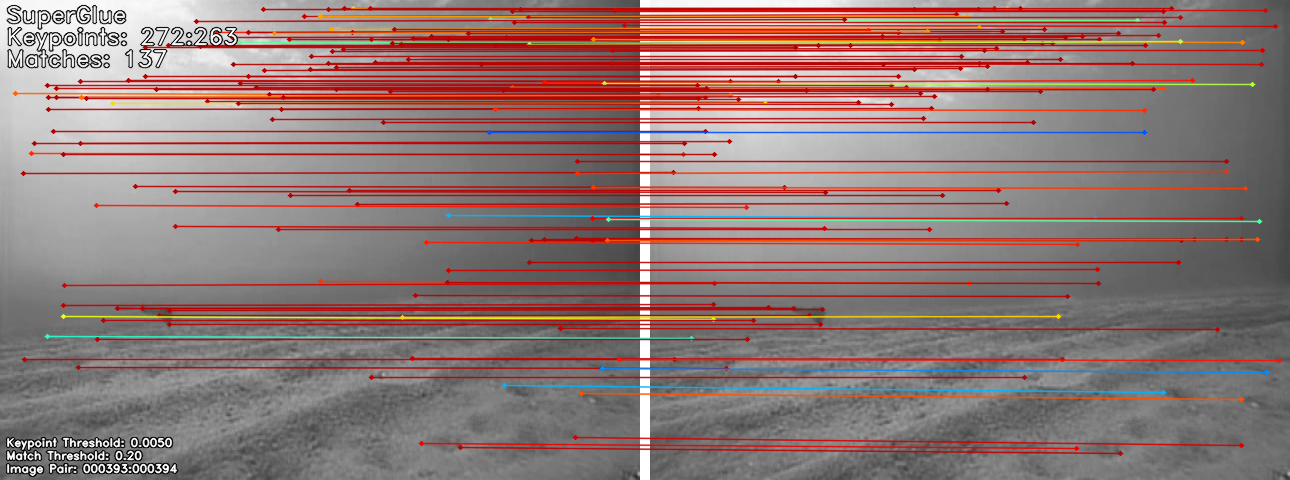 SuperGlue
Keypoints: 272:263
Matches: 137
Keypoint Threshold: 0.0050
Match Threshold: 0.20
Image Pair: 000393:000394